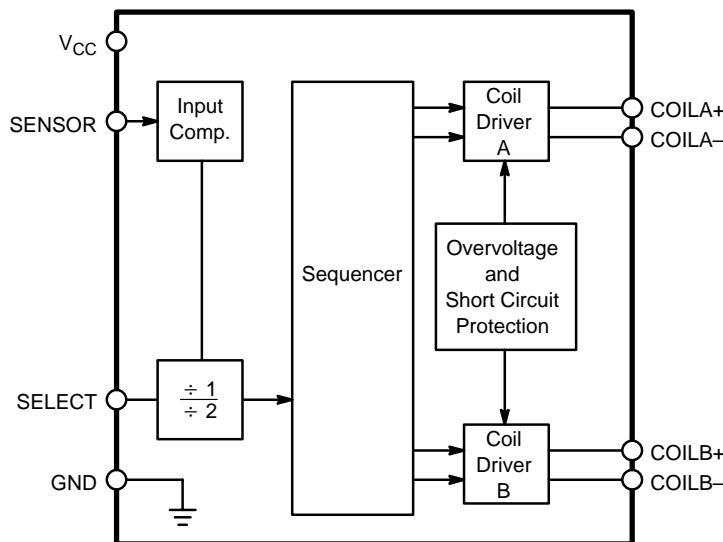 VCC
SENSOR
Input
Comp.
Sequencer
Coil
Driver
A
COILA+
COILA–
Overvoltage
and
Short Circuit
Protection
SELECT
÷ 1
÷ 2
GND
Coil
Driver
B
COILB+
COILB–